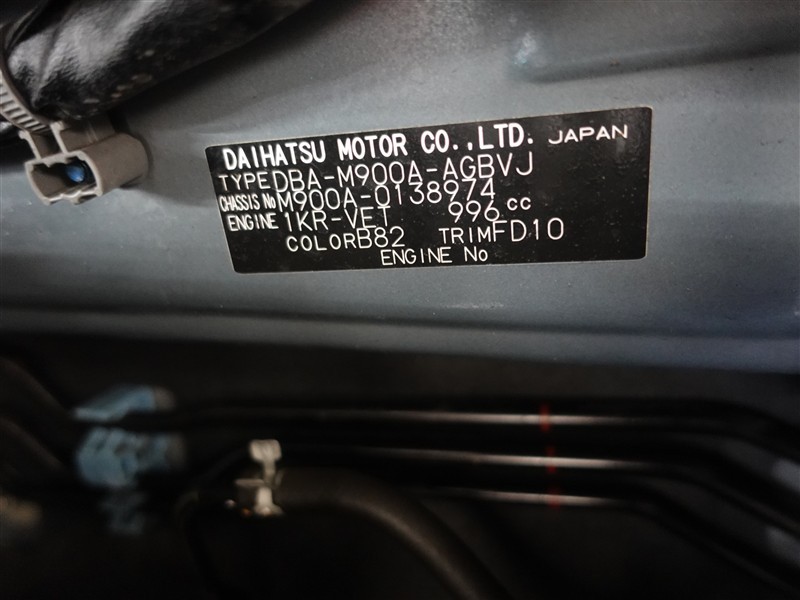 DAIHATSU MOTOR CO.,LTD. JAPAN
TYPE DBA-M900A-AGBVJ
CHASSIS No M900A-0138974
ENGINE 1KR-VET 996 cc
COLOR B82 TRIM FD10
ENGINE No